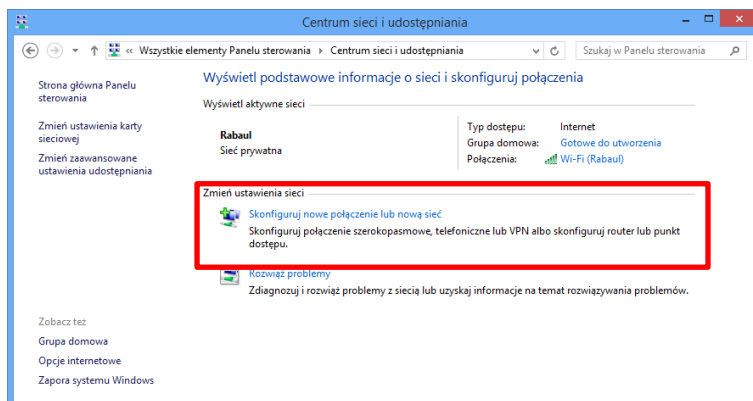 Centrum sieci i udostępniania
« Wszystkie elementy Panelu sterowania ▸ Centrum sieci i udostępniania
Szukaj w Panelu sterowania
Strona główna Panelu
sterowania
Zmień ustawienia karty
sieciowej
Zmień zaawansowane
ustawienia udostępniania
Wyświetl podstawowe informacje o sieci i skonfiguruj połączenia
Wyświetl aktywne sieci
Rabaul
Sieć prywatna
Typ dostępu: Internet
Grupa domowa: Gotowe do utworzenia
Połączenia: Wi-Fi (Rabaul)
Zmień ustawienia sieci
Skonfiguruj nowe połączenie lub nową sieć
Skonfiguruj połączenie szerokopasmowe, telefoniczne lub VPN albo skonfiguruj router lub punkt
dostępu.
Rozwiąż problemy
Zdiagnozuj i rozwiąż problemy z siecią lub uzyskaj informacje na temat rozwiązywania problemów.
Zobacz też
Grupa domowa
Opcje internetowe
Zapora systemu Windows